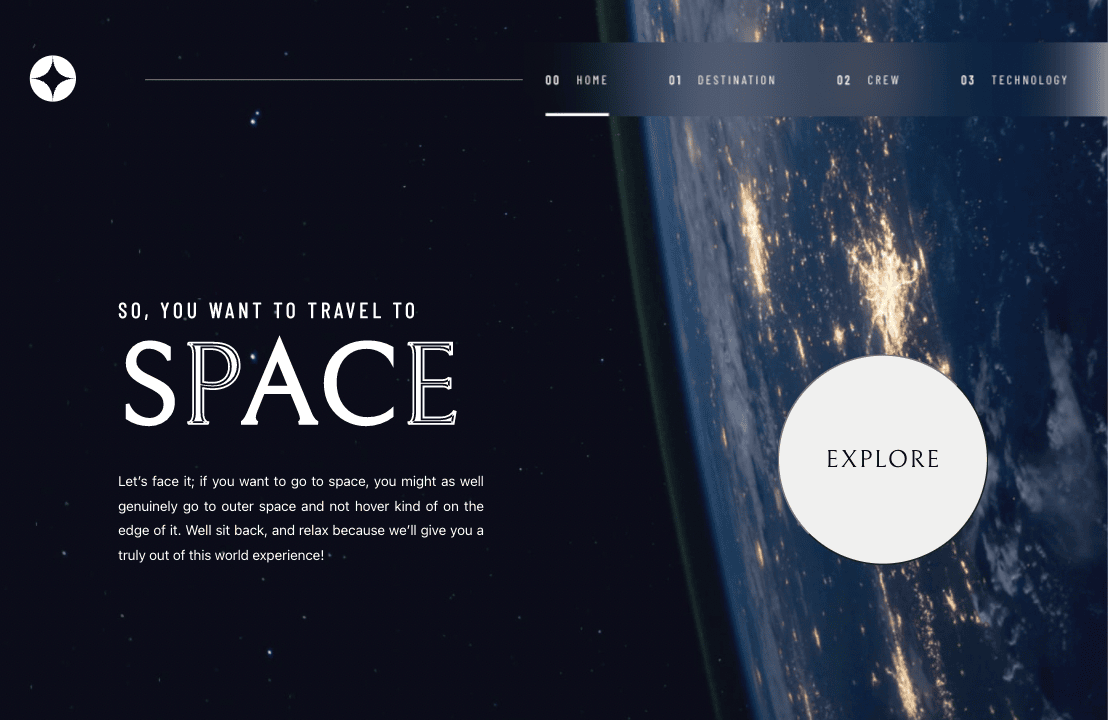 00 HOME 01 DESTINATION 02 CREW 03 TECHNOLOGY
SO, YOU WANT TO TRAVEL TO
SPACE
Let’s face it; if you want to go to space, you might as well
genuinely go to outer space and not hover kind of on the
edge of it. Well sit back, and relax because we’ll give you a
truly out of this world experience!
EXPLORE